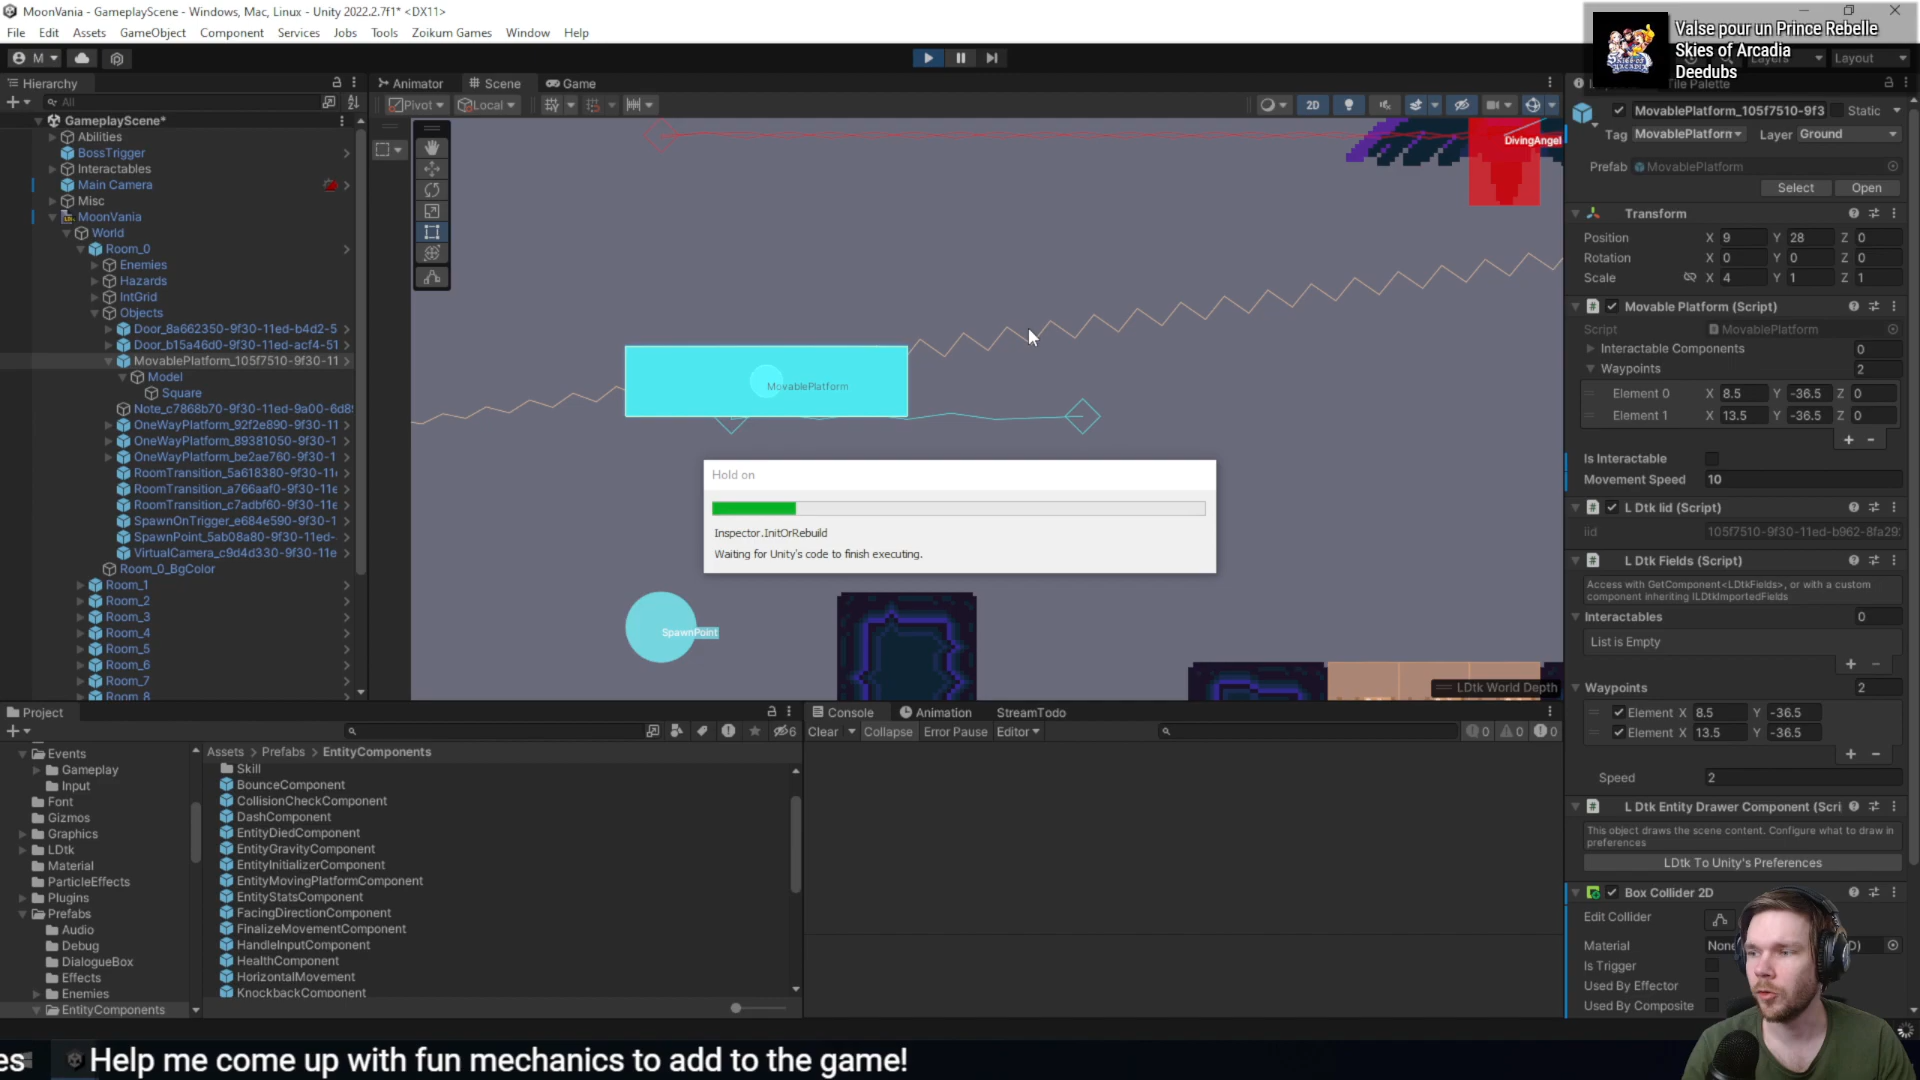 MoonVania - GameplayScene - Windows, Mac, Linux - Unity 2022.2.7f1* <DX11>
File Edit Assets GameObject Component Services Jobs Tools Zoikum Games Window Help
Valse pour un Prince Rebelle
Skies of Arcadia
Deedubs
M
Layers
Layout
Hierarchy
All
GameplayScene*
Abilities
BossTrigger
Interactables
Main Camera
Misc
MoonVania
World
Room_0
Enemies
Hazards
IntGrid
Objects
Door_8a662350-9f30-11ed-b4d2-5
Door_b15a46d0-9f30-11ed-acf4-51
MovablePlatform_105f7510-9f30-11
Model
Square
Note_c7868b70-9f30-11ed-9a00-6d8
OneWayPlatform_92f2e890-9f30-11
OneWayPlatform_89381050-9f30-11
OneWayPlatform_be2ae760-9f30-1
RoomTransition_5a618380-9f30-11
RoomTransition_a766aaf0-9f30-11e
RoomTransition_c7adbf60-9f30-11e
SpawnOnTrigger_e684e590-9f30-1
SpawnPoint_5ab08a80-9f30-11ed-
VirtualCamera_c9d4d330-9f30-11e
Room_0_BgColor
Room_1
Room_2
Room_3
Room_4
Room_5
Room_6
Room_7
Room_8
Animator Scene Game
Pivot Local 2D
DivingAngel
MovablePlatform
Hold on
Inspector.InitOrRebuild
Waiting for Unity's code to finish executing.
SpawnPoint
LDtk World Depth
Tile Palette
MovablePlatform_105f7510-9f3 Static
Tag MovablePlatform Layer Ground
Prefab MovablePlatform
Select Open
Transform
Position X 9 Y 28 Z 0
Rotation X 0 Y 0 Z 0
Scale X 4 Y 1 Z 1
Movable Platform (Script)
Script MovablePlatform
Interactable Components 0
Waypoints 2
Element 0 X 8.5 Y -36.5 Z 0
Element 1 X 13.5 Y -36.5 Z 0
Is Interactable
Movement Speed 10
L Dtk Iid (Script)
iid 105f7510-9f30-11ed-b962-8fa29
L Dtk Fields (Script)
Access with GetComponent<LDtkFields>, or with a custom
component inheriting ILDtkImportedFields
Interactables 0
List is Empty
Waypoints 2
Element X 8.5 Y -36.5
Element X 13.5 Y -36.5
Speed 2
L Dtk Entity Drawer Component (Scri
This object draws the scene content. Configure what to draw in
preferences
LDtk To Unity's Preferences
Box Collider 2D
Edit Collider
Material None D)
Is Trigger
Used By Effector
Used By Composite
Project
6
Events
Gameplay
Input
Font
Gizmos
Graphics
LDtk
Material
ParticleEffects
Plugins
Prefabs
Audio
Debug
DialogueBox
Effects
Enemies
EntityComponents
Assets > Prefabs > EntityComponents
Skill
BounceComponent
CollisionCheckComponent
DashComponent
EntityDiedComponent
EntityGravityComponent
EntityInitializerComponent
EntityMovingPlatformComponent
EntityStatsComponent
FacingDirectionComponent
FinalizeMovementComponent
HandleInputComponent
HealthComponent
HorizontalMovement
KnockbackComponent
Console Animation StreamTodo
Clear Collapse Error Pause Editor 0 0 0
es Help me come up with fun mechanics to add to the game!